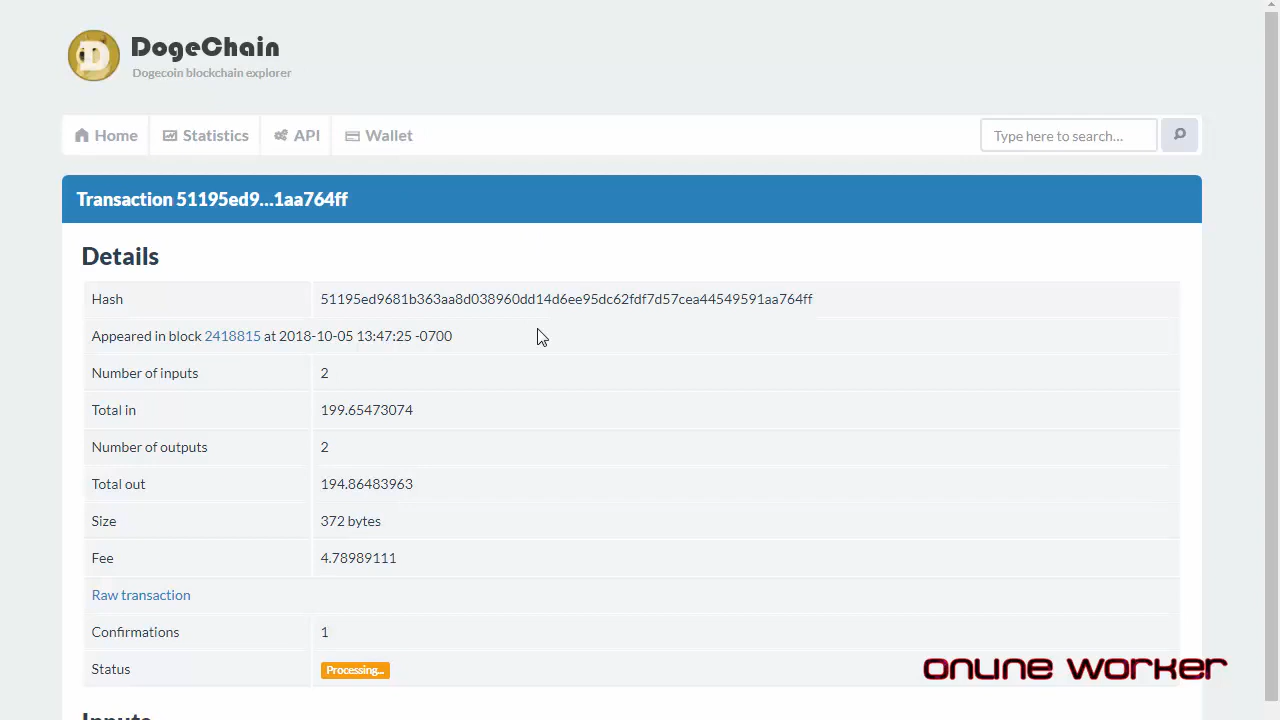 DogeChain
Dogecoin blockchain explorer
Home Statistics API Wallet Type here to search...
Transaction 51195ed9...1aa764ff
Details
Hash 51195ed9681b363aa8d038960dd14d6ee95dc62fdf7d57cea44549591aa764ff
Appeared in block 2418815 at 2018-10-05 13:47:25 -0700
Number of inputs 2
Total in 199.65473074
Number of outputs 2
Total out 194.86483963
Size 372 bytes
Fee 4.78989111
Raw transaction
Confirmations 1
Status Processing...
ONLINE WORKER
Inputs